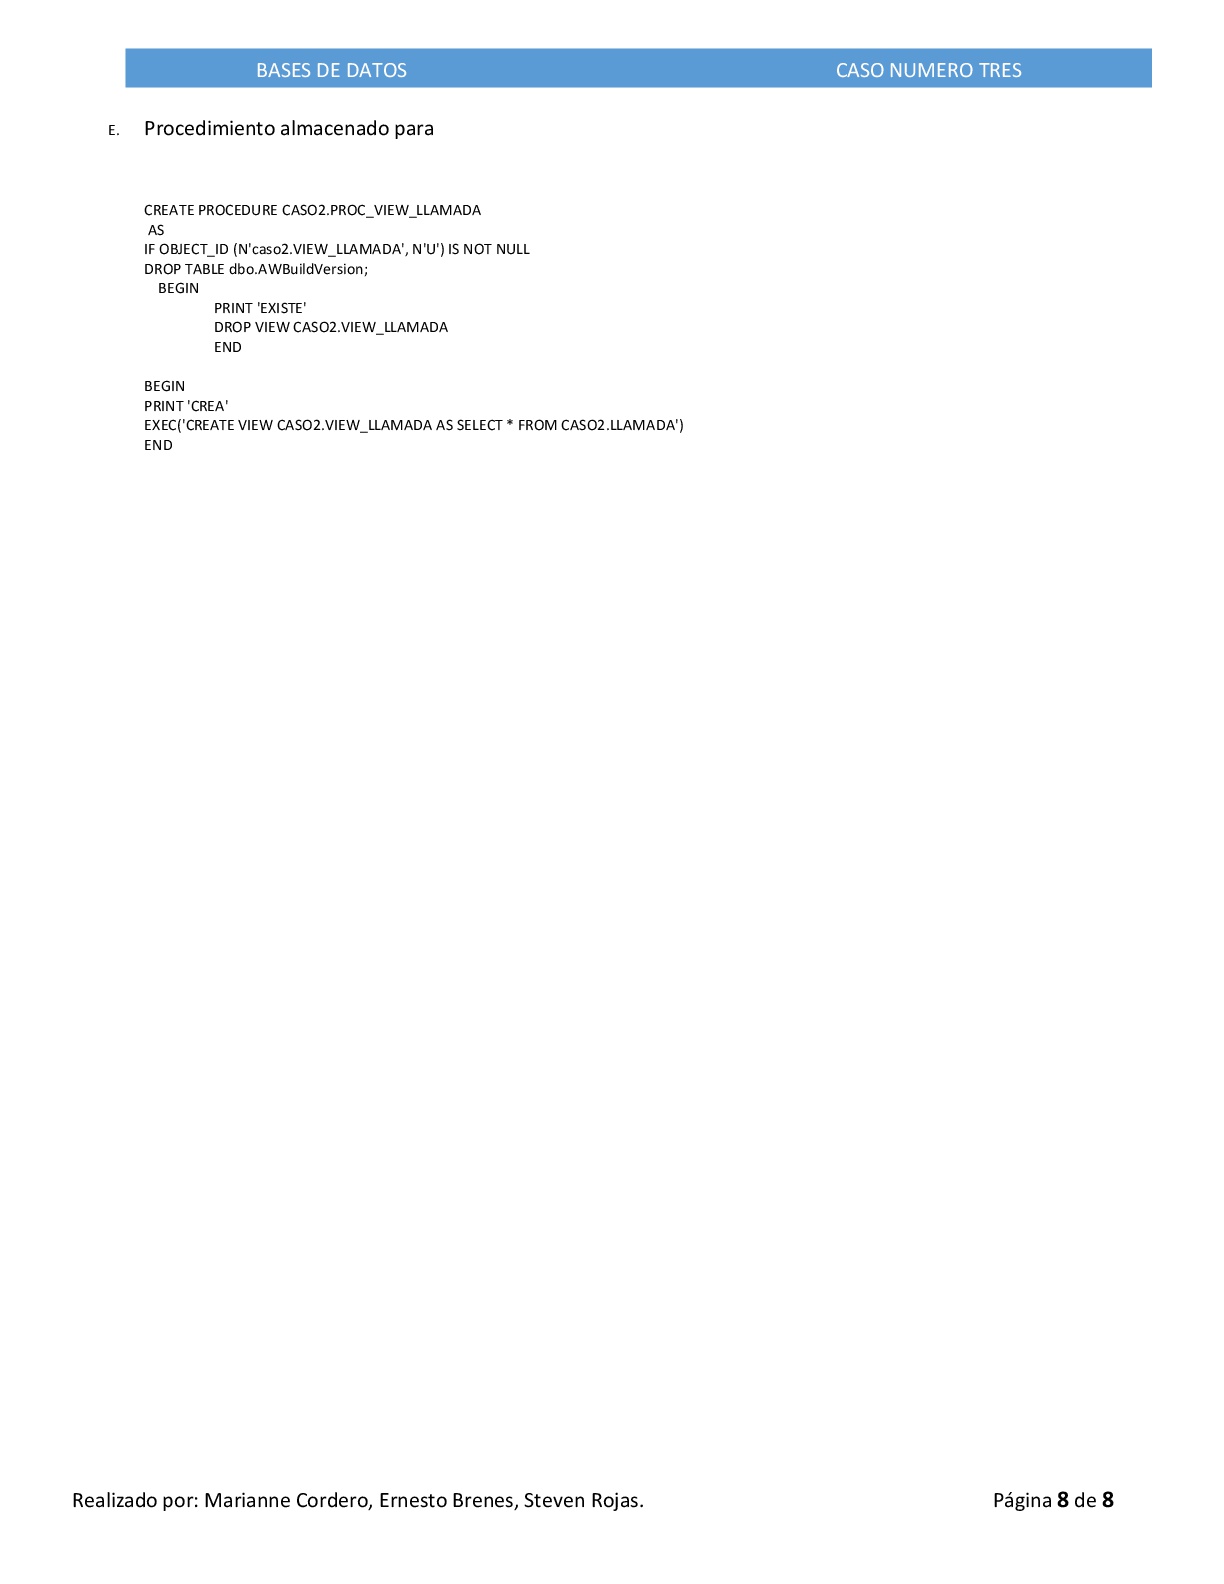 BASES DE DATOS CASO NUMERO TRES
E. Procedimiento almacenado para
CREATE PROCEDURE CASO2.PROC_VIEW_LLAMADA
AS
IF OBJECT_ID (N'caso2.VIEW_LLAMADA', N'U') IS NOT NULL
DROP TABLE dbo.AWBuildVersion;
BEGIN
PRINT 'EXISTE'
DROP VIEW CASO2.VIEW_LLAMADA
END
BEGIN
PRINT 'CREA'
EXEC('CREATE VIEW CASO2.VIEW_LLAMADA AS SELECT * FROM CASO2.LLAMADA')
END
Realizado por: Marianne Cordero, Ernesto Brenes, Steven Rojas. Página 8 de 8